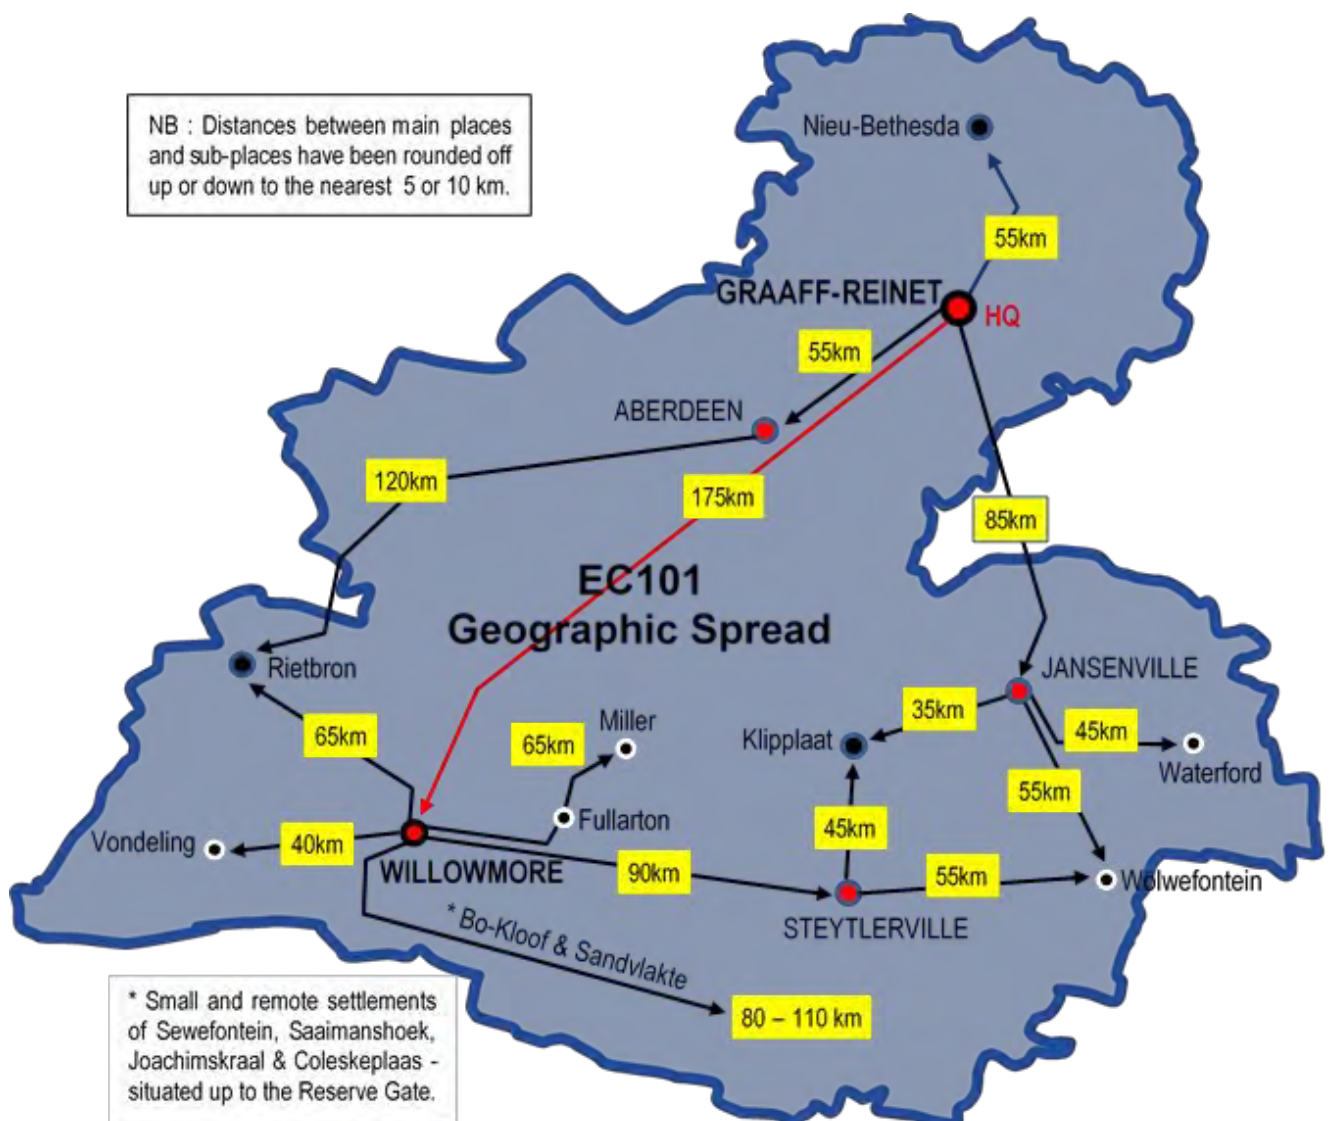 NB : Distances between main places
and sub-places have been rounded off
up or down to the nearest 5 or 10 km.
Nieu-Bethesda
55km
GRAAFF-REINET
HQ
55km
ABERDEEN
120km
175km
85km
EC101
Geographic Spread
Rietbron
JANSENVILLE
35km
Miller
65km
65km
Klipplaat
45km
Waterford
55km
Fullarton
Vondeling
40km
45km
WILLOWMORE
90km
55km
Wolwefontein
STEYTLERVILLE
* Bo-Kloof & Sandvlakte
80 – 110 km
* Small and remote settlements
of Sewefontein, Saaimanshoek,
Joachimskraal & Coleskeplaas -
situated up to the Reserve Gate.